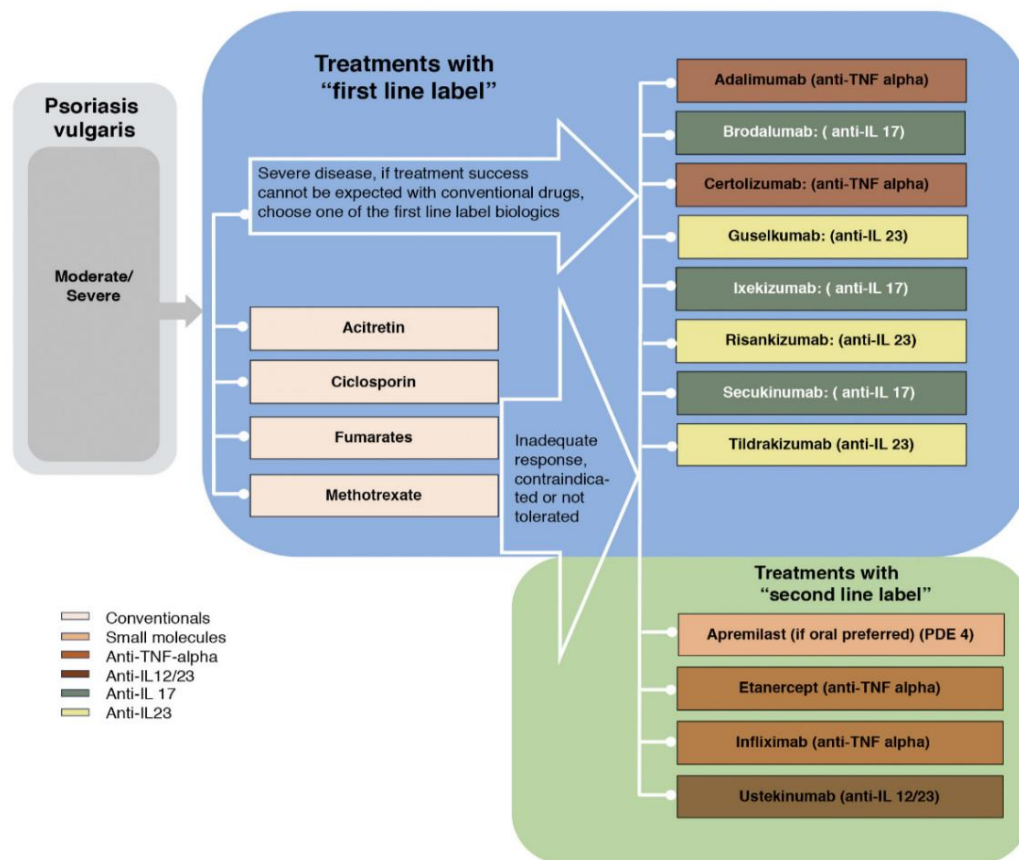 Psoriasis
vulgaris
Moderate/
Severe
Treatments with
“first line label”
Severe disease, if treatment success
cannot be expected with conventional drugs,
choose one of the first line label biologics
Acitretin
Ciclosporin
Fumarates
Methotrexate
Inadequate
response,
contraindica-
ted or not
tolerated
Adalimumab (anti-TNF alpha)
Brodalumab: ( anti-IL 17)
Certolizumab: (anti-TNF alpha)
Guselkumab: (anti-IL 23)
Ixekizumab: ( anti-IL 17)
Risankizumab: (anti-IL 23)
Secukinumab: ( anti-IL 17)
Tildrakizumab (anti-IL 23)
Treatments with
“second line label”
Apremilast (if oral preferred) (PDE 4)
Etanercept (anti-TNF alpha)
Infliximab (anti-TNF alpha)
Ustekinumab (anti-IL 12/23)
Conventionals
Small molecules
Anti-TNF-alpha
Anti-IL12/23
Anti-IL 17
Anti-IL23